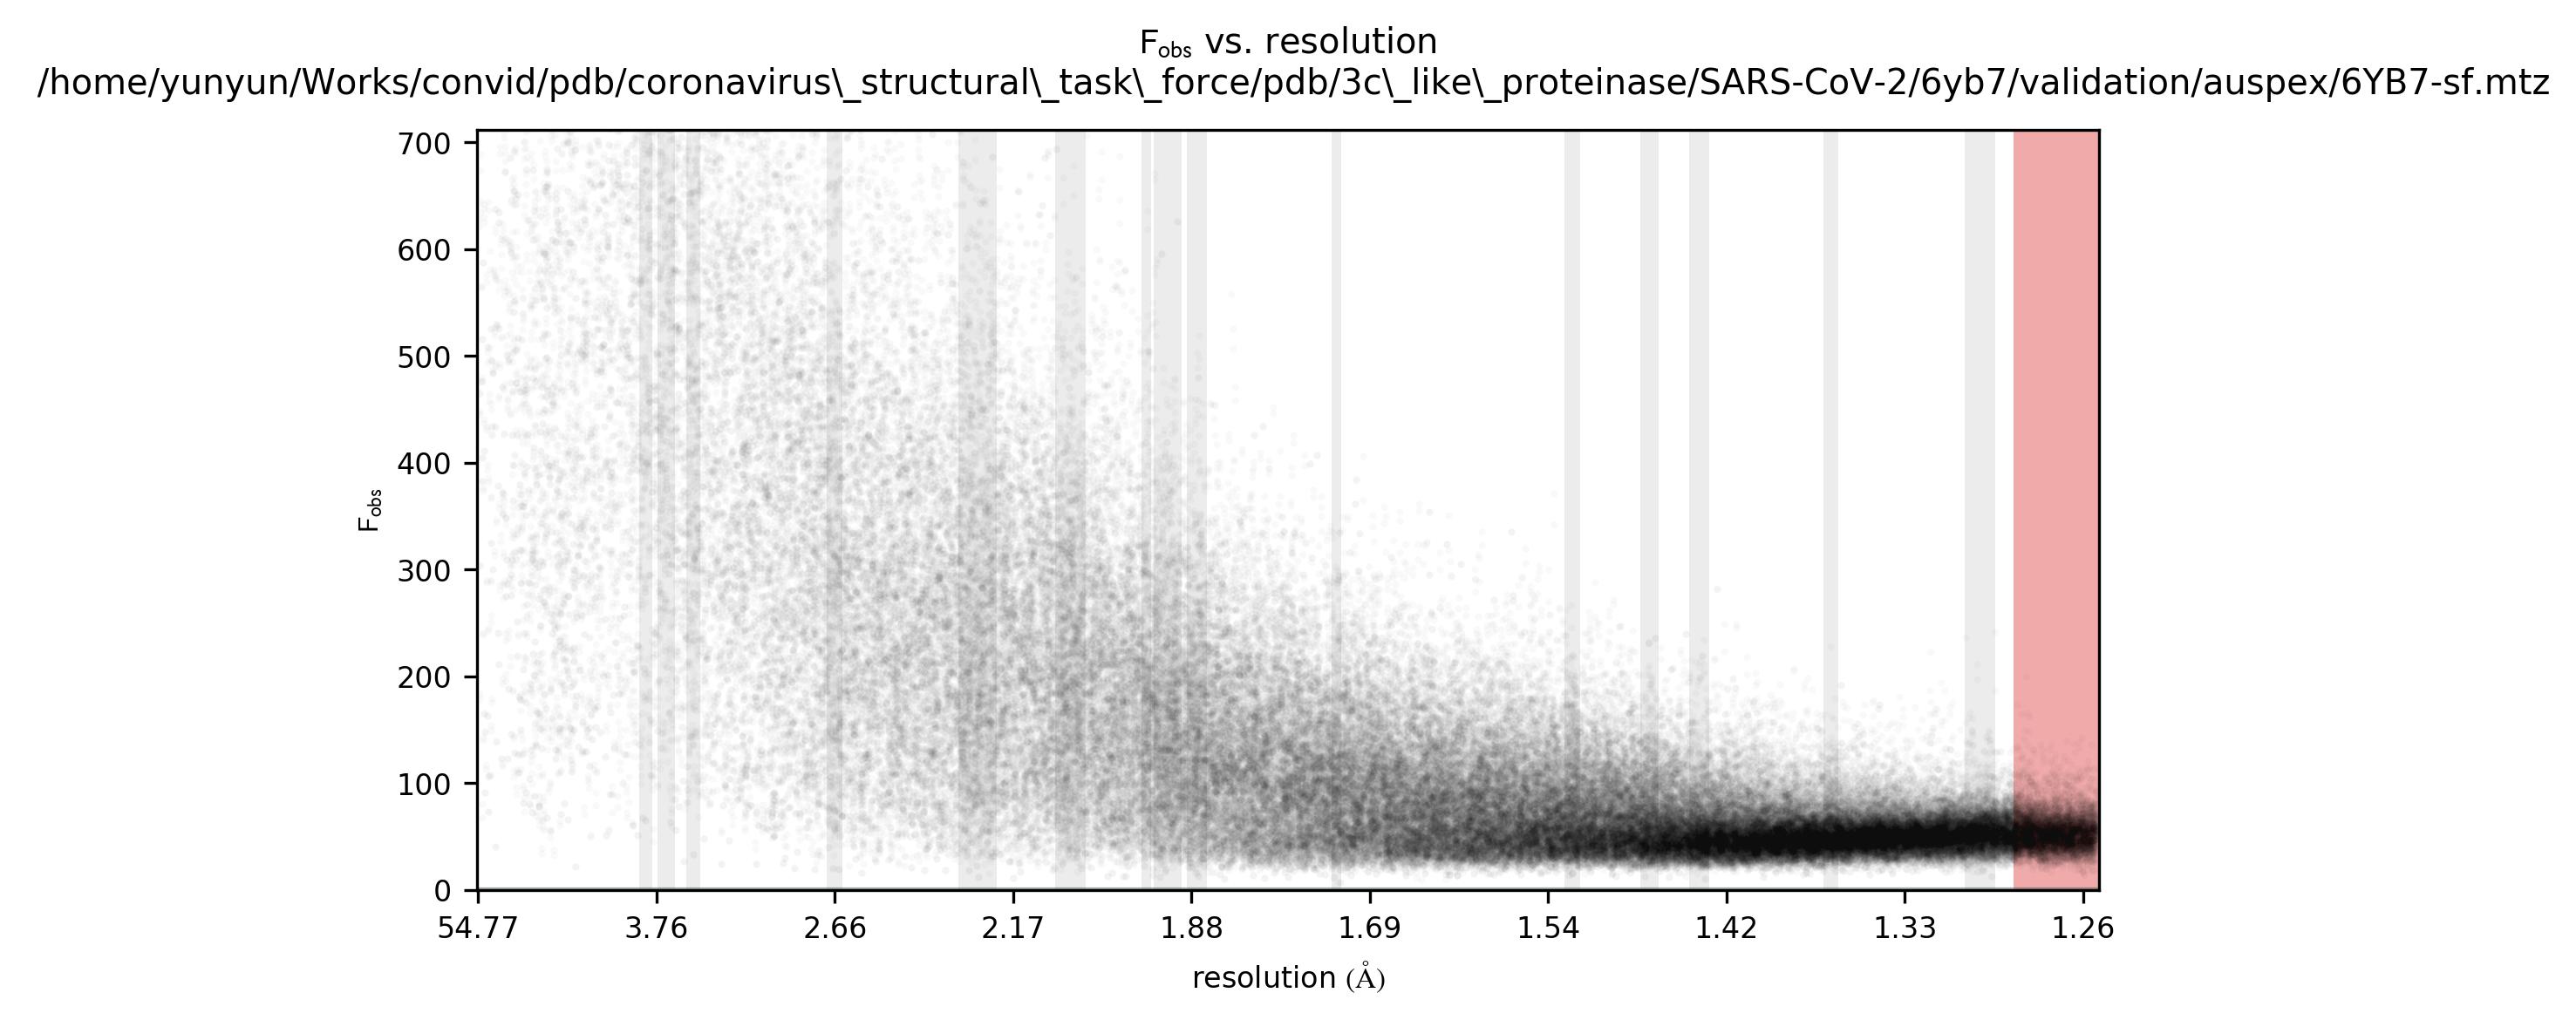 Fobs vs. resolution
/home/yunyun/Works/convid/pdb/coronavirus\_structural\_task\_force/pdb/3c\_like\_proteinase/SARS-CoV-2/6yb7/validation/auspex/6YB7-sf.mtz
700
600
500
400
300
200
100
0
Fobs
54.77 3.76 2.66 2.17 1.88 1.69 1.54 1.42 1.33 1.26
resolution (Å)